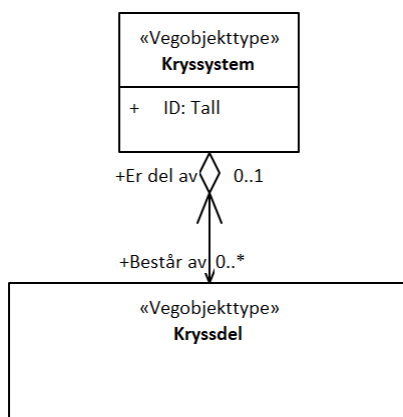 «Vegobjekttype»
Kryssystem
+ ID: Tall
+Er del av 0..1
+Består av 0..*
«Vegobjekttype»
Kryssdel